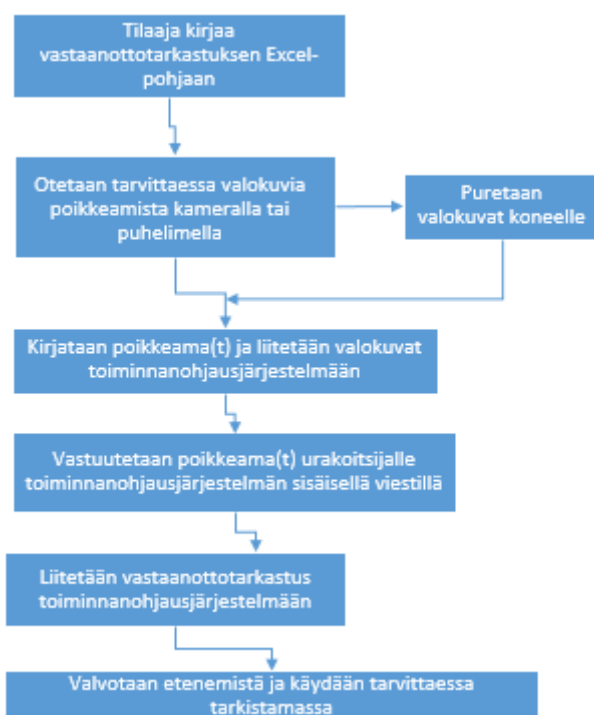 Tilaaja kirjaa
vastaanottotarkastuksen Excel-
pohjaan
Otetaan tarvittaessa valokuvia
poikkeamista kameralla tai
puhelimella
Puretaan
valokuvat koneelle
Kirjataan poikkeama(t) ja liitetään valokuvat
toiminnanohjausjärjestelmään
Vastuutetaan poikkeama(t) urakoitsijalle
toiminnanohjausjärjestelmän sisäisellä viestillä
Liitetään vastaanottotarkastus
toiminnanohjausjärjestelmään
Valvotaan etenemistä ja käydään tarvittaessa
tarkistamassa